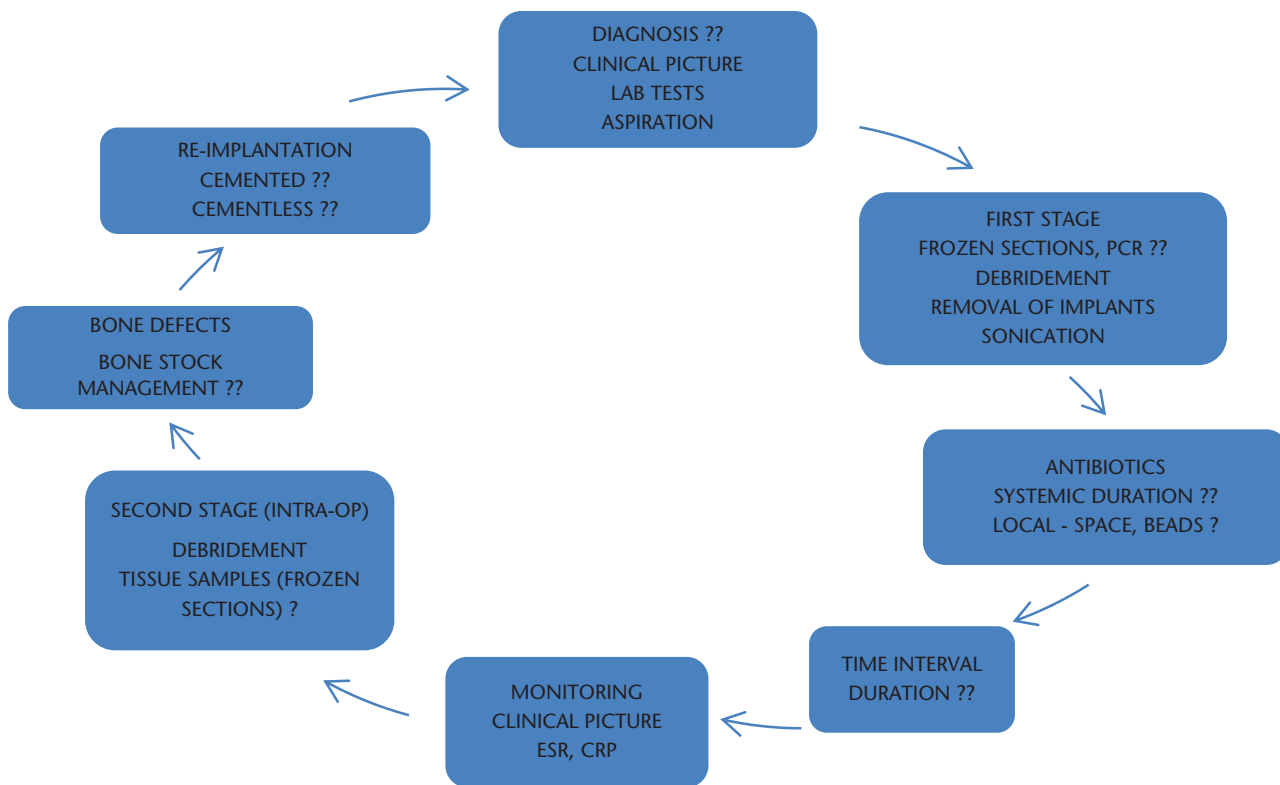 DIAGNOSIS ??
CLINICAL PICTURE
LAB TESTS
ASPIRATION
FIRST STAGE
FROZEN SECTIONS, PCR ??
DEBRIDEMENT
REMOVAL OF IMPLANTS
SONICATION
ANTIBIOTICS
SYSTEMIC DURATION ??
LOCAL - SPACE, BEADS ?
TIME INTERVAL
DURATION ??
MONITORING
CLINICAL PICTURE
ESR, CRP
SECOND STAGE (INTRA-OP)
DEBRIDEMENT
TISSUE SAMPLES (FROZEN
SECTIONS) ?
BONE DEFECTS
BONE STOCK
MANAGEMENT ??
RE-IMPLANTATION
CEMENTED ??
CEMENTLESS ??